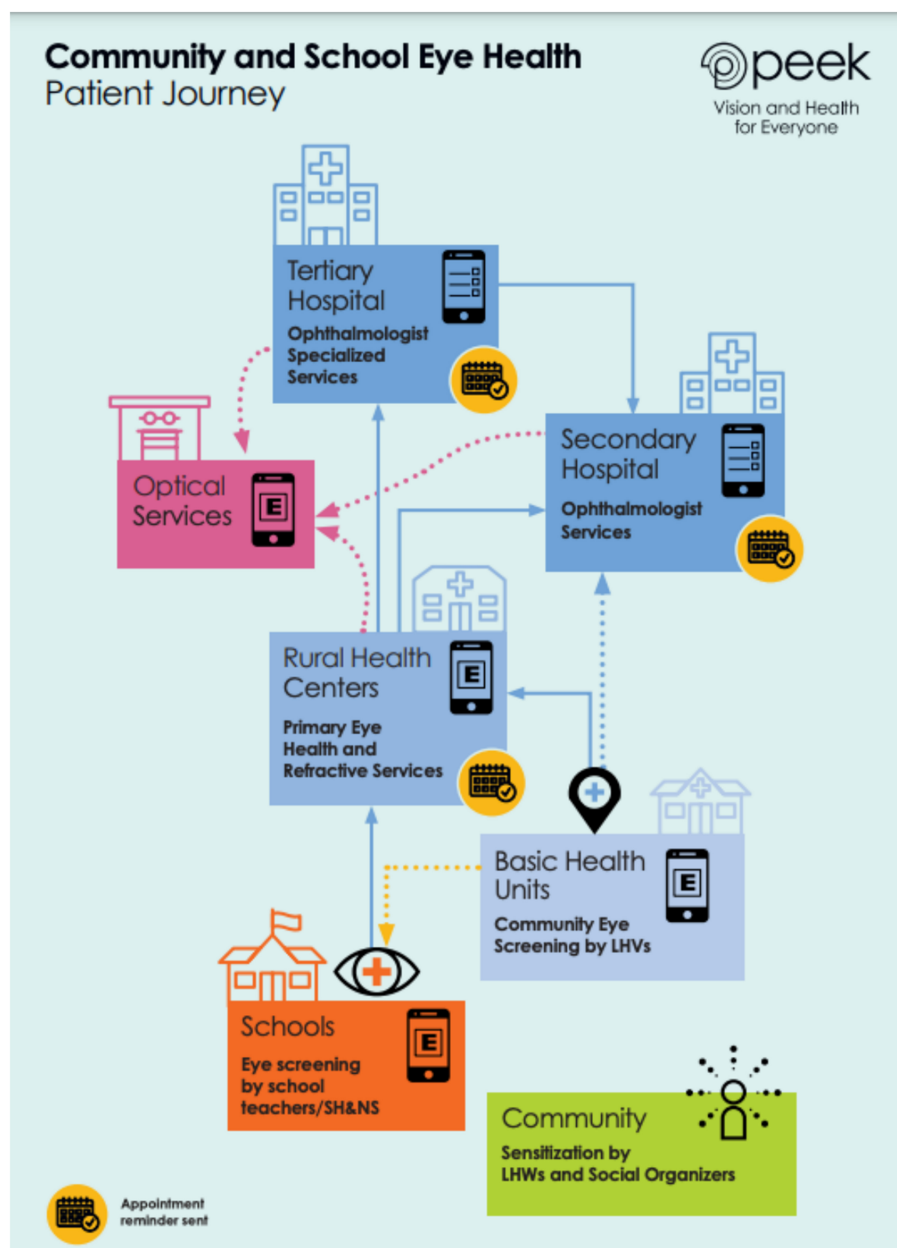 Community and School Eye Health
Patient Journey
peek
Vision and Health
for Everyone
Tertiary
Hospital
Ophthalmologist
Specialized
Services
Secondary
Hospital
Ophthalmologist
Services
Optical
Services
E
Rural Health
Centers
Primary Eye
Health and
Refractive Services
E
Basic Health
Units
Community Eye
Screening by LHVs
E
Schools
Eye screening
by school
teachers/SH&NS
E
Community
Sensitization by
LHWs and Social Organizers
Appointment
reminder sent